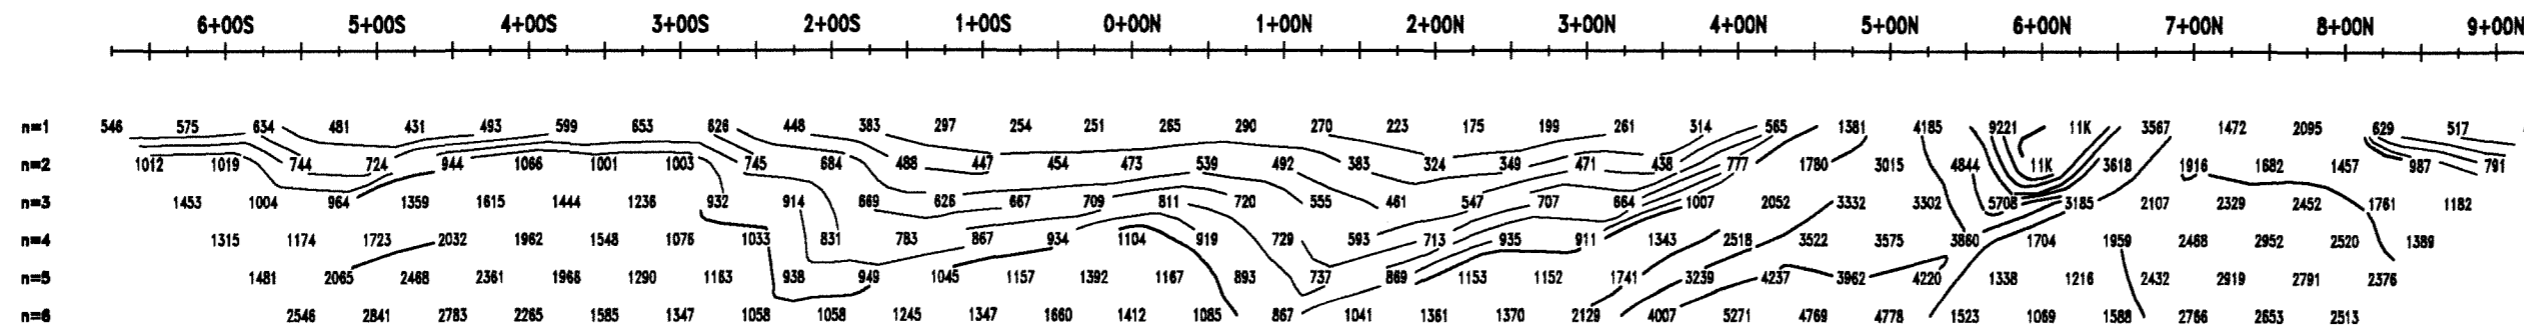 6+00S 5+00S 4+00S 3+00S 2+00S 1+00S 0+00N 1+00N 2+00N 3+00N 4+00N 5+00N 6+00N 7+00N 8+00N 9+00N
n=1 546 575 634 481 431 493 599 653 626 448 383 297 254 251 265 290 270 223 175 199 261 314 565 1381 4185 9221 11K 3567 1472 2095 629 517
n=2 1012 1019 744 724 944 1066 1001 1003 745 684 488 447 454 473 539 492 383 324 349 471 438 777 1780 3015 4844 11K 3618 1916 1682 1457 987 791
n=3 1453 1004 964 1359 1615 1444 1236 932 914 869 626 667 709 811 720 555 461 547 707 664 1007 2052 3332 3302 5708 3185 2107 2329 2452 1761 1182
n=4 1315 1174 1723 2032 1962 1548 1076 1033 831 783 867 934 1104 919 729 593 713 935 911 1343 2518 3522 3575 3860 1704 1959 2468 2952 2520 1389
n=5 1481 2065 2468 2361 1968 1290 1163 938 949 1045 1157 1392 1167 893 737 869 1153 1152 1741 3239 4237 3962 4220 1338 1216 2432 2919 2791 2376
n=6 2546 2841 2783 2265 1585 1347 1058 1058 1245 1347 1660 1412 1085 867 1041 1361 1370 2129 4007 5271 4769 4778 1523 1069 1588 2766 2653 2513